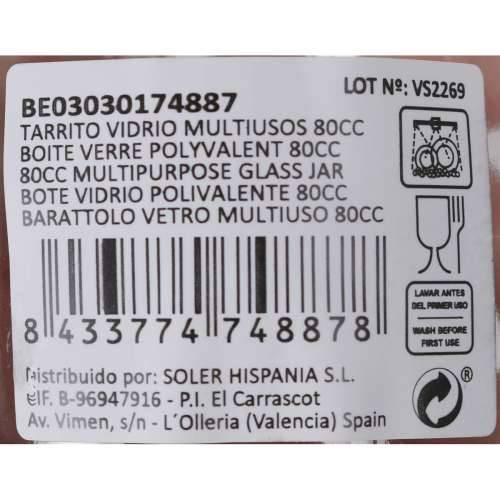 LOT Nº: VS2269
BE03030174887
TARRITO VIDRIO MULTIUSOS 80CC
BOITE VERRE POLYVALENT 80CC
80CC MULTIPURPOSE GLASS JAR
BOTE VIDRIO POLIVALENTE 80CC
BARATTOLO VETRO MULTIUSO 80CC
LAVAR ANTES
DEL PRIMER USO
WASH BEFORE
FIRST USE
8 433774 748878
Distribuido por: SOLER HISPANIA S.L.
CIF. B-96947916 - P.I. El Carrascot
Av. Vimen, s/n - L´Olleria (Valencia) Spain
®